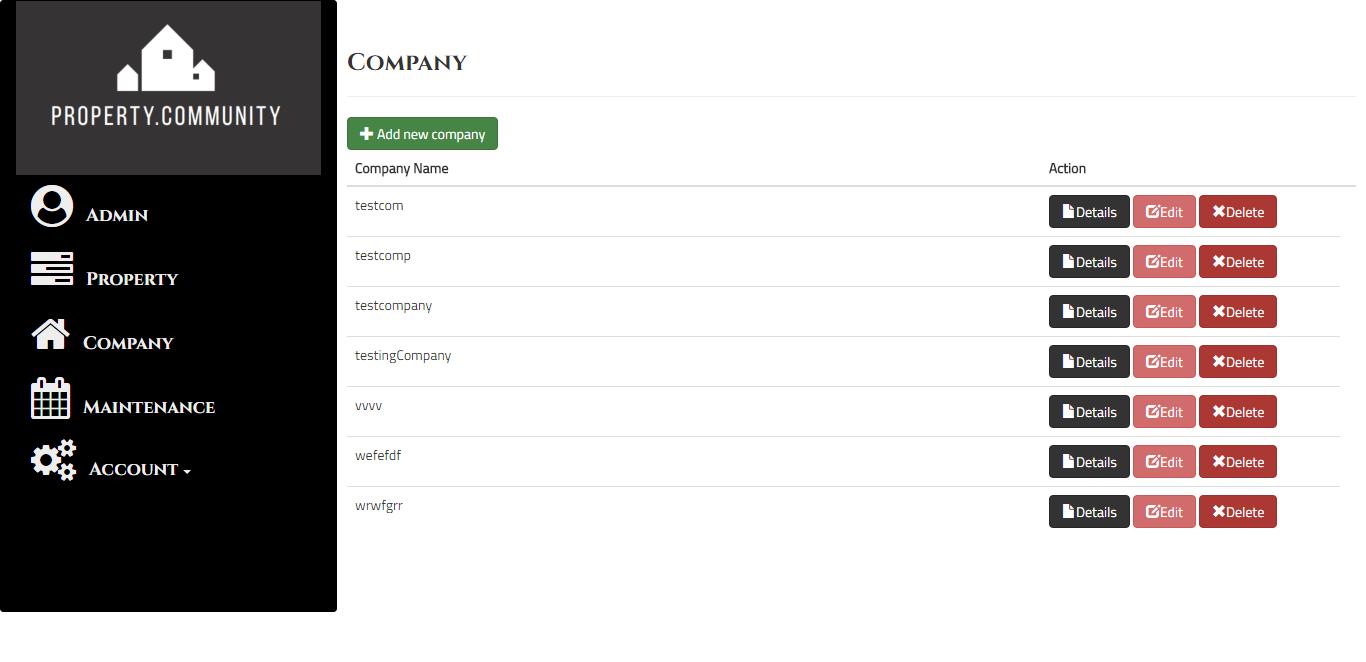 PROPERTY.COMMUNITY
Admin
Property
Company
Maintenance
Account
Company
Add new company
Company Name Action
testcom Details Edit Delete
testcomp Details Edit Delete
testcompany Details Edit Delete
testingCompany Details Edit Delete
vvvv Details Edit Delete
wefefdf Details Edit Delete
wrwfgrr Details Edit Delete